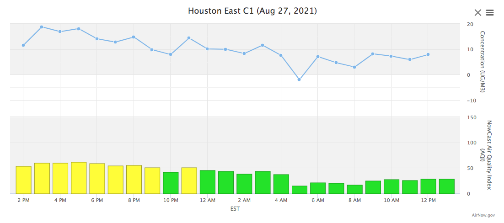 Houston East C1 (Aug 27, 2021)
20
10
0
-10
Concentration (UG/M3)
150
100
50
0
NowCast Air Quality Index
(AQI)
2 PM 4 PM 6 PM 8 PM 10 PM 12 AM 2 AM 4 AM 6 AM 8 AM 10 AM 12 PM
EST
AirNow.gov